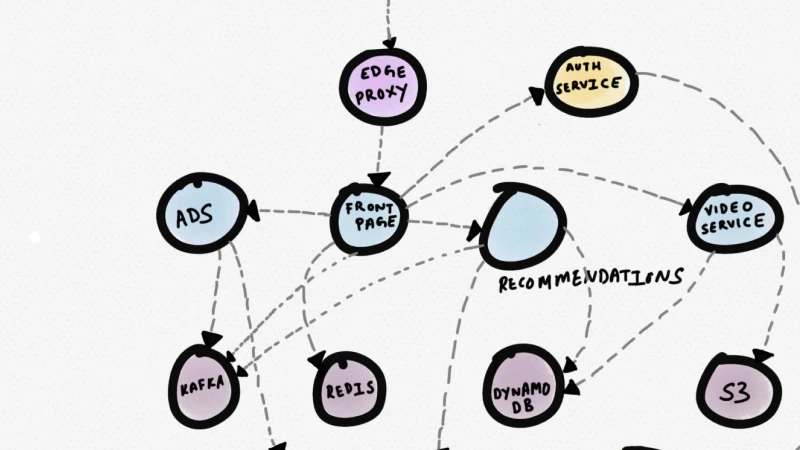 EDGE
PROXY
AUTH
SERVICE
ADS
FRONT
PAGE
VIDEO
SERVICE
RECOMMENDATIONS
KAFKA
REDIS
DYNAMO
DB
S3